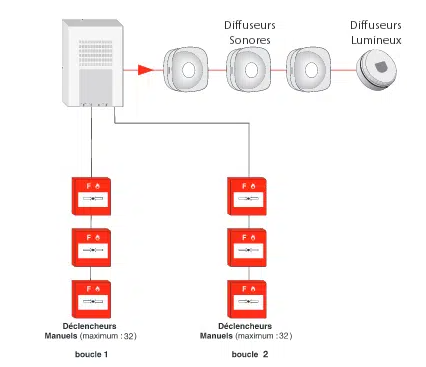 Diffuseurs
Sonores
Diffuseurs
Lumineux
F
F
F
F
F
F
Déclencheurs
Manuels (maximum : 32)
boucle 1
Déclencheurs
Manuels (maximum : 32)
boucle 2